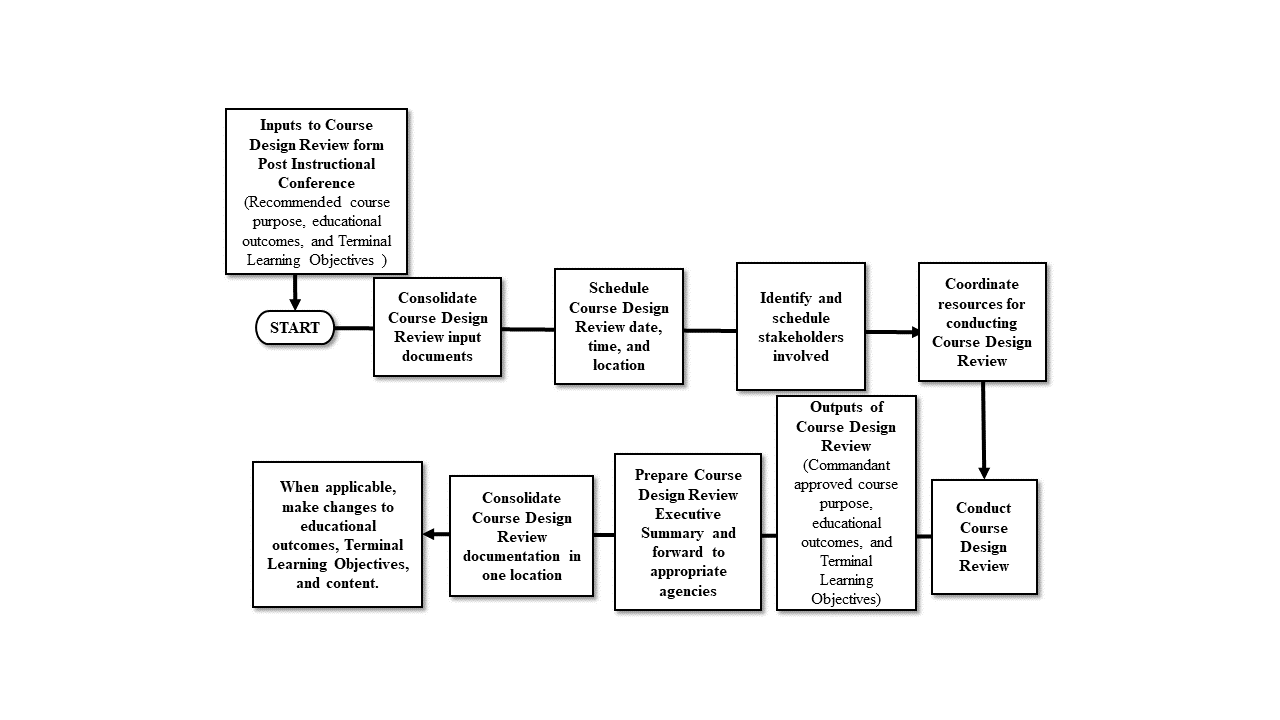 Inputs to Course
Design Review form
Post Instructional
Conference
(Recommended course
purpose, educational
outcomes, and Terminal
Learning Objectives )
START
Consolidate
Course Design
Review input
documents
Schedule
Course Design
Review date,
time, and
location
Identify and
schedule
stakeholders
involved
Coordinate
resources for
conducting
Course Design
Review
Conduct
Course
Design
Review
Outputs of
Course Design
Review
(Commandant
approved course
purpose,
educational
outcomes, and
Terminal
Learning
Objectives)
Prepare Course
Design Review
Executive
Summary and
forward to
appropriate
agencies
Consolidate
Course Design
Review
documentation in
one location
When applicable,
make changes to
educational
outcomes, Terminal
Learning Objectives,
and content.